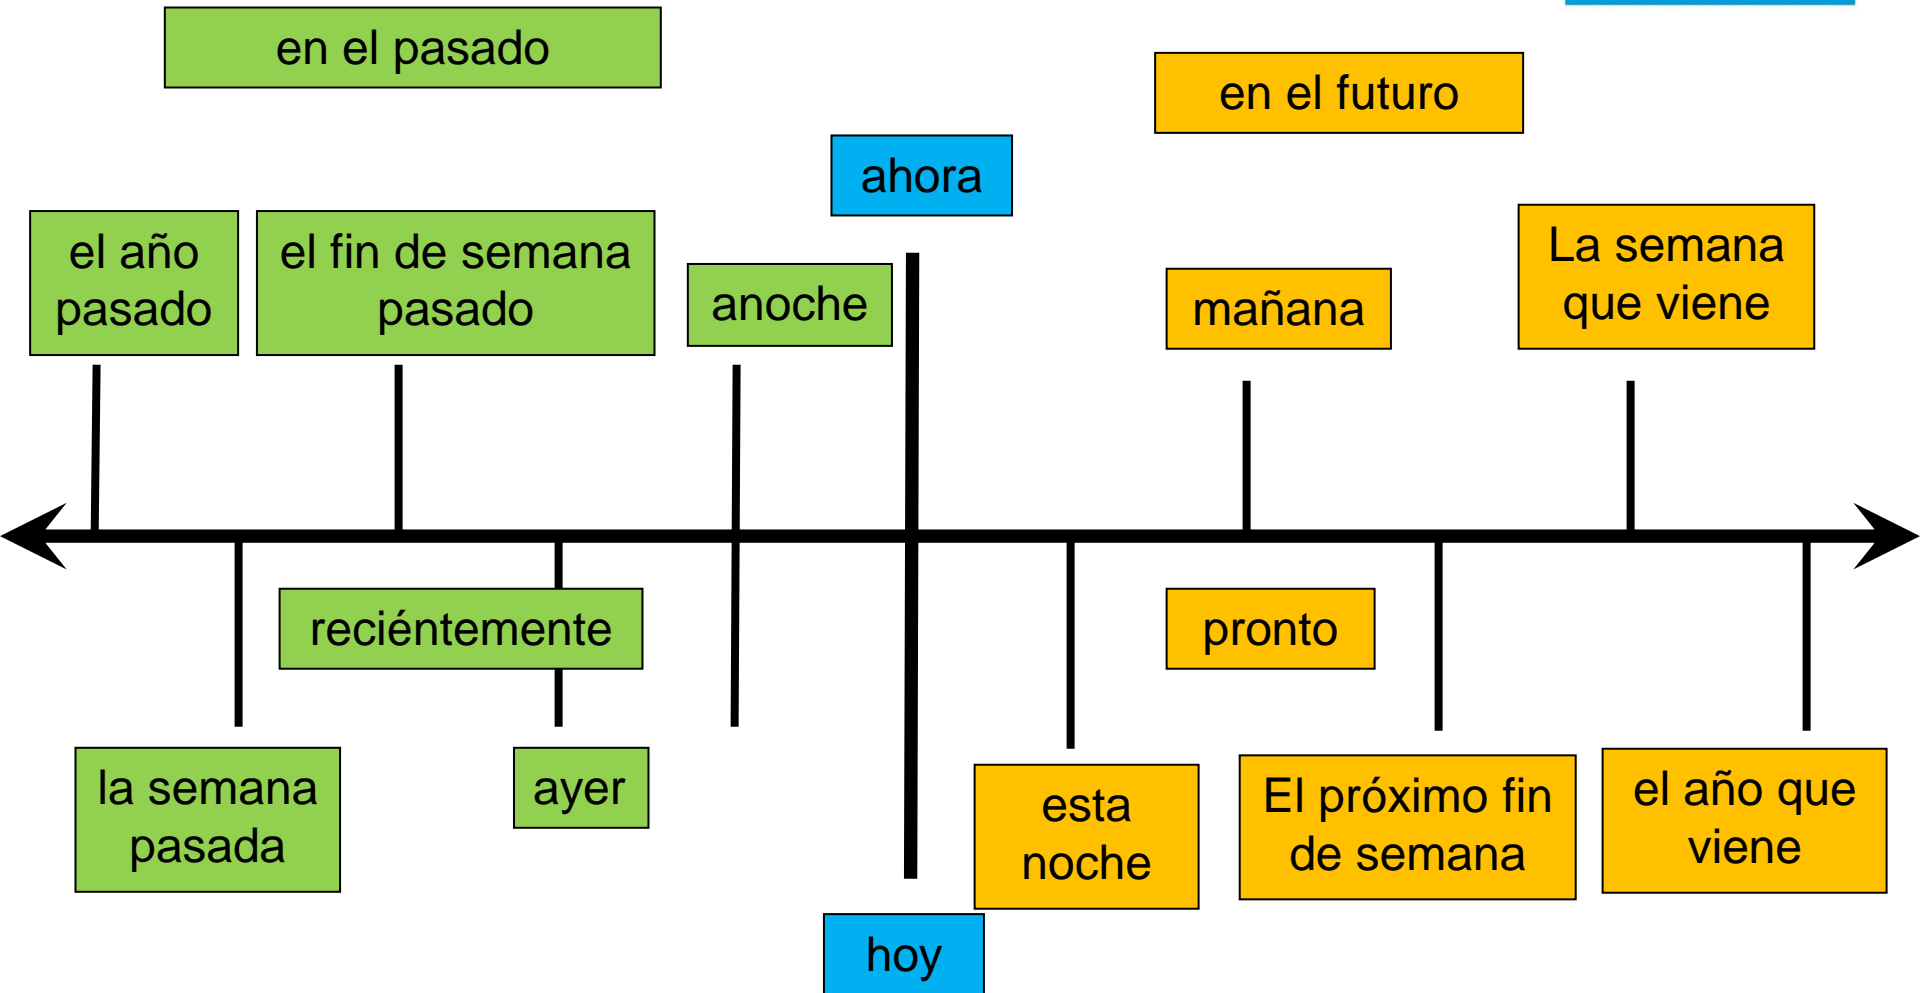 en el pasado
en el futuro
ahora
el año
pasado
el fin de semana
pasado
anoche
mañana
La semana
que viene
reciéntemente
pronto
la semana
pasada
ayer
esta
noche
El próximo fin
de semana
el año que
viene
hoy